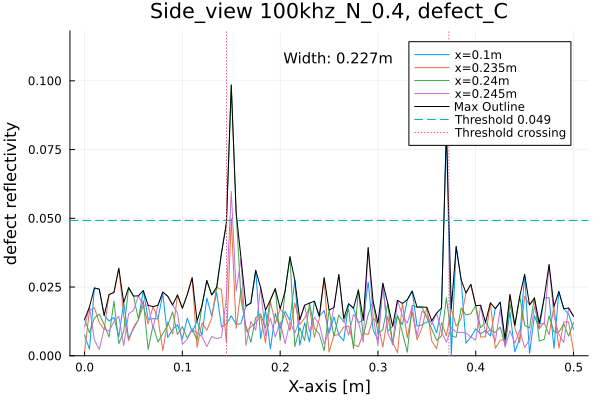 Side_view 100khz_N_0.4, defect_C
Width: 0.227m
x=0.1m
x=0.235m
x=0.24m
x=0.245m
Max Outline
Threshold 0.049
Threshold crossing
defect reflectivity
0.100
0.075
0.050
0.025
0.000
0.0 0.1 0.2 0.3 0.4 0.5
X-axis [m]